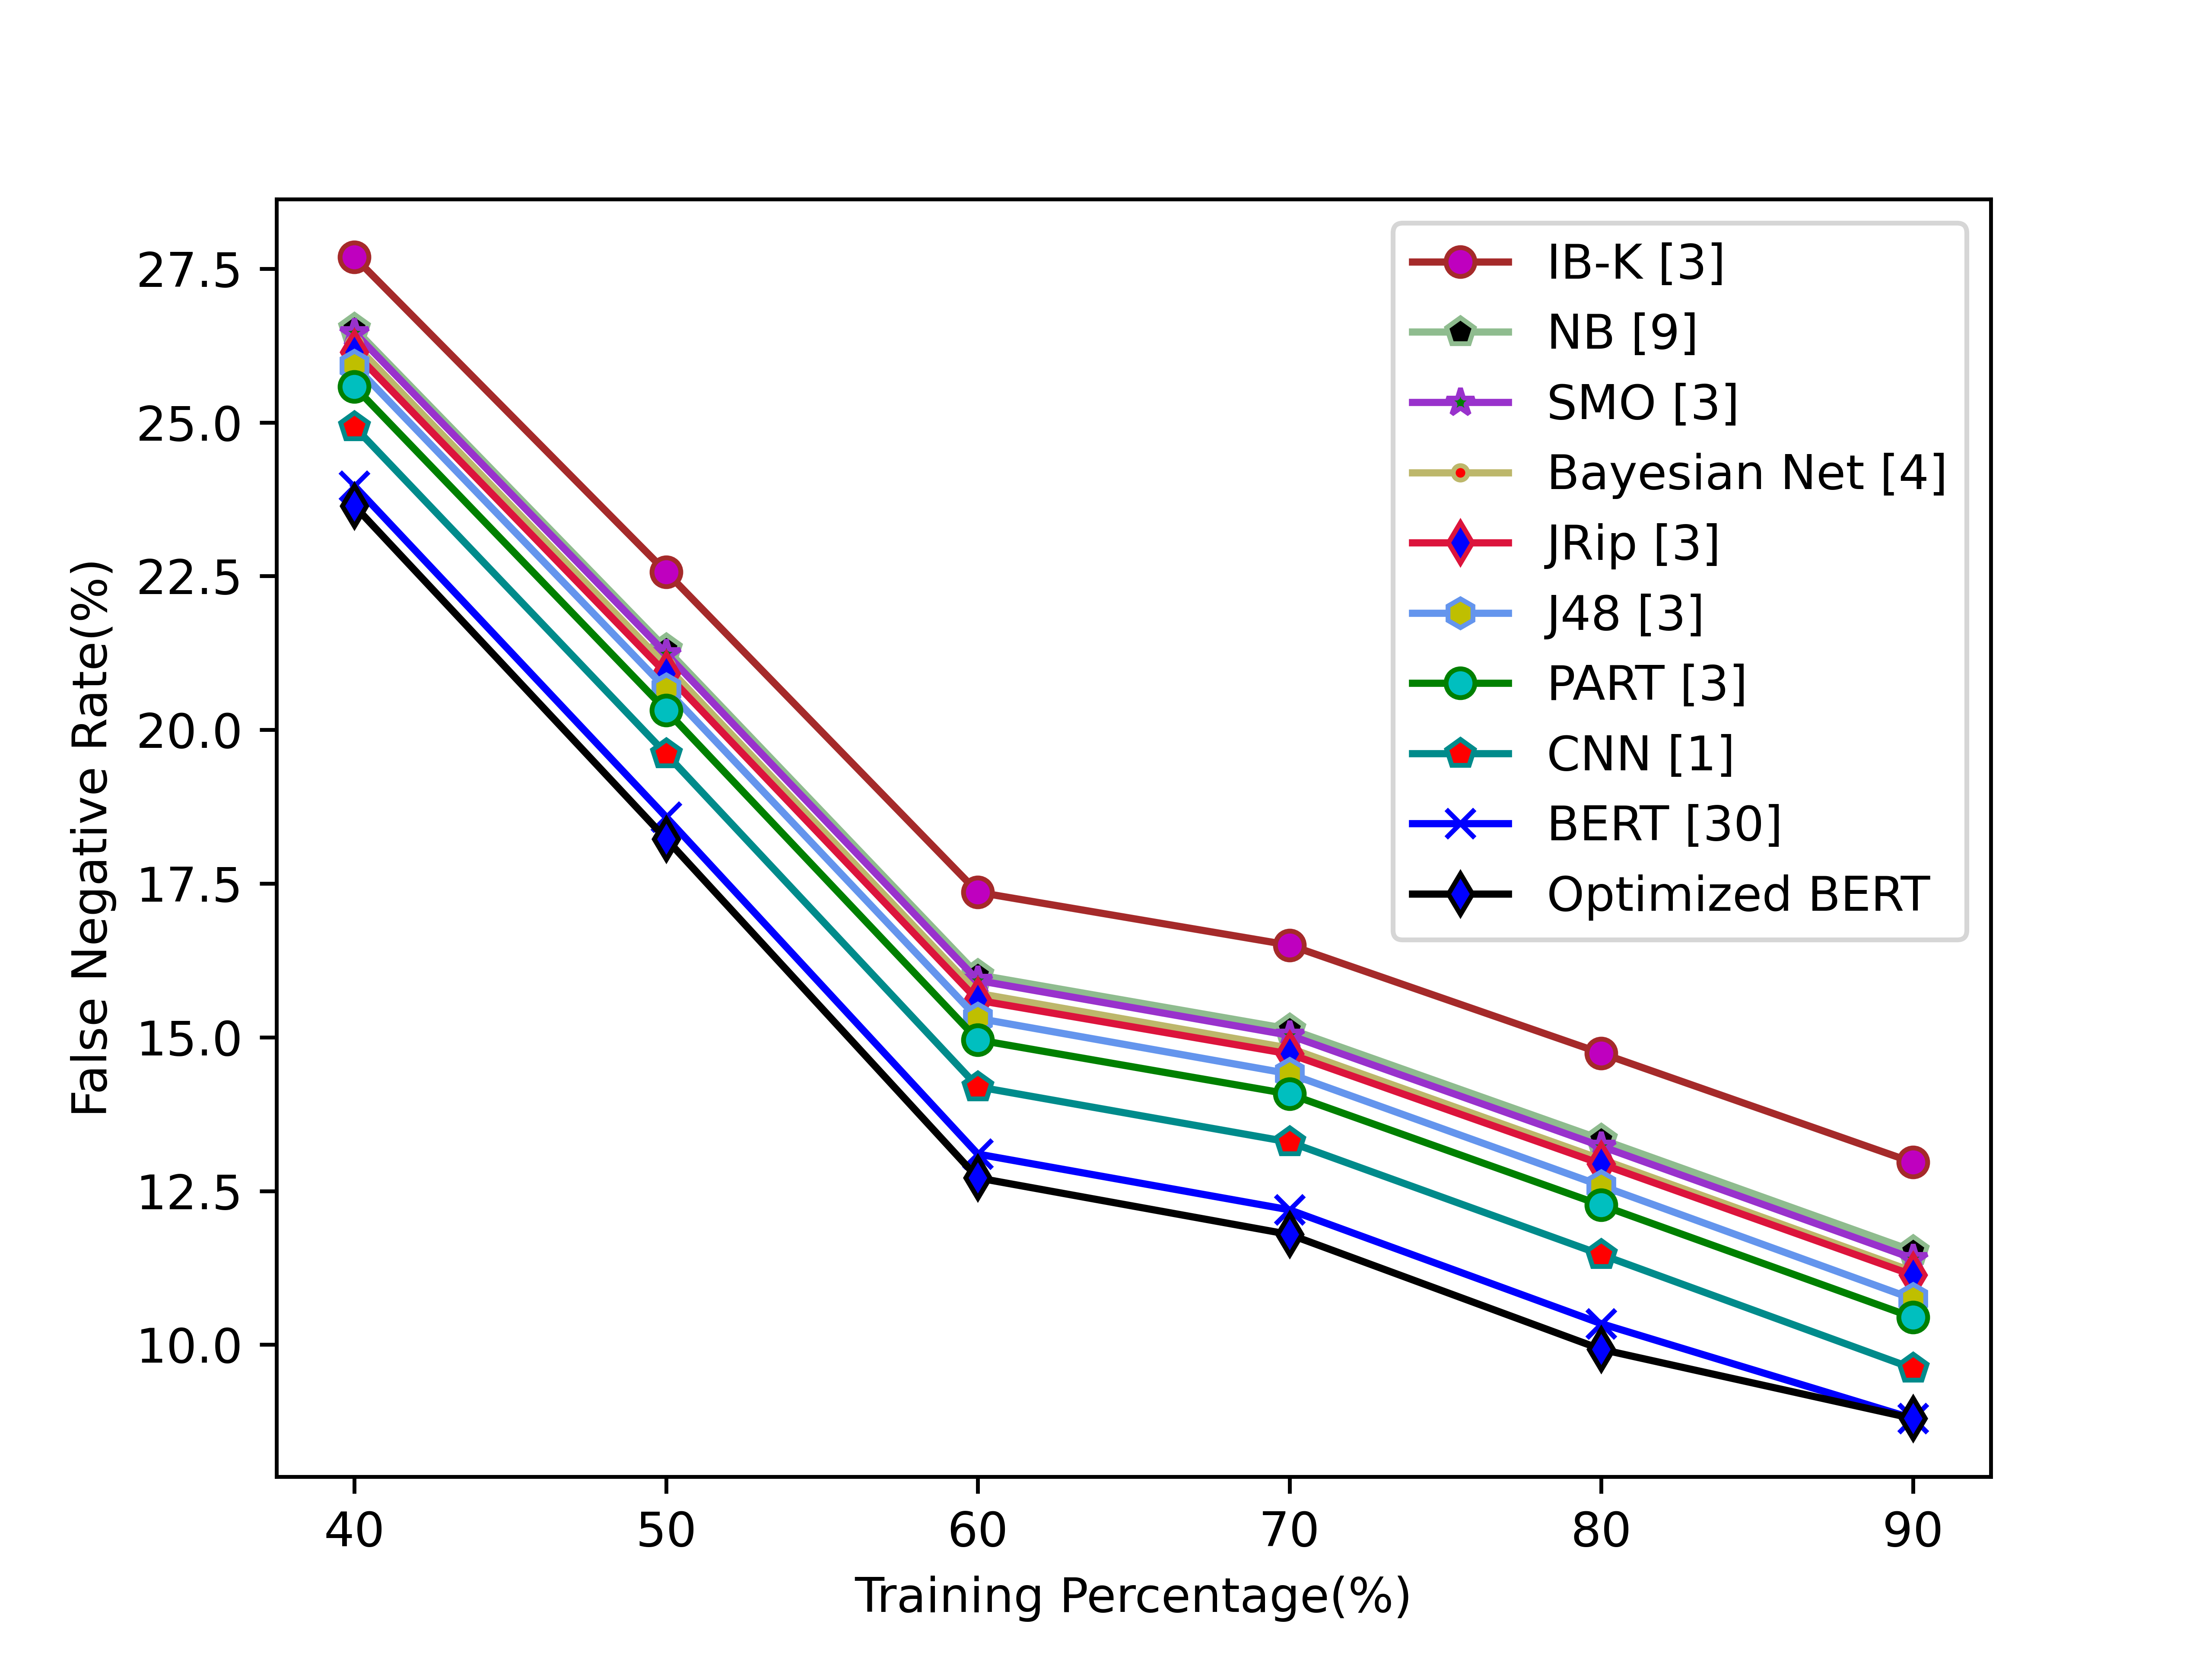 27.5
25.0
22.5
20.0
17.5
15.0
12.5
10.0
False Negative Rate(%)
IB-K [3]
NB [9]
SMO [3]
Bayesian Net [4]
JRip [3]
J48 [3]
PART [3]
CNN [1]
BERT [30]
Optimized BERT
40 50 60 70 80 90
Training Percentage(%)